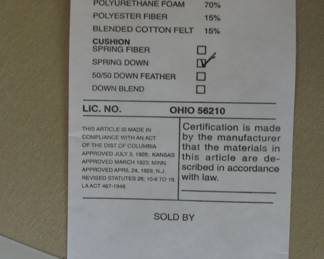 POLYURETHANE FOAM 70%
POLYESTER FIBER 15%
BLENDED COTTON FELT 15%
CUSHION
SPRING FIBER
SPRING DOWN
50/50 DOWN FEATHER
DOWN BLEND
LIC. NO. OHIO 56210
THIS ARTICLE IS MADE IN
COMPLIANCE WITH AN ACT
OF THE DIST OF COLUMBIA
APPROVED JULY 3, 1926; KANSAS
APPROVED MARCH 1923; MINN
APPROVED APRIL 24, 1929; N.J.
REVISED STATUTES 26; 10-6 TO 18
LA ACT 467-1948
Certification is made
by the manufacturer
that the materials in
this article are de-
scribed in accordance
with law.
SOLD BY